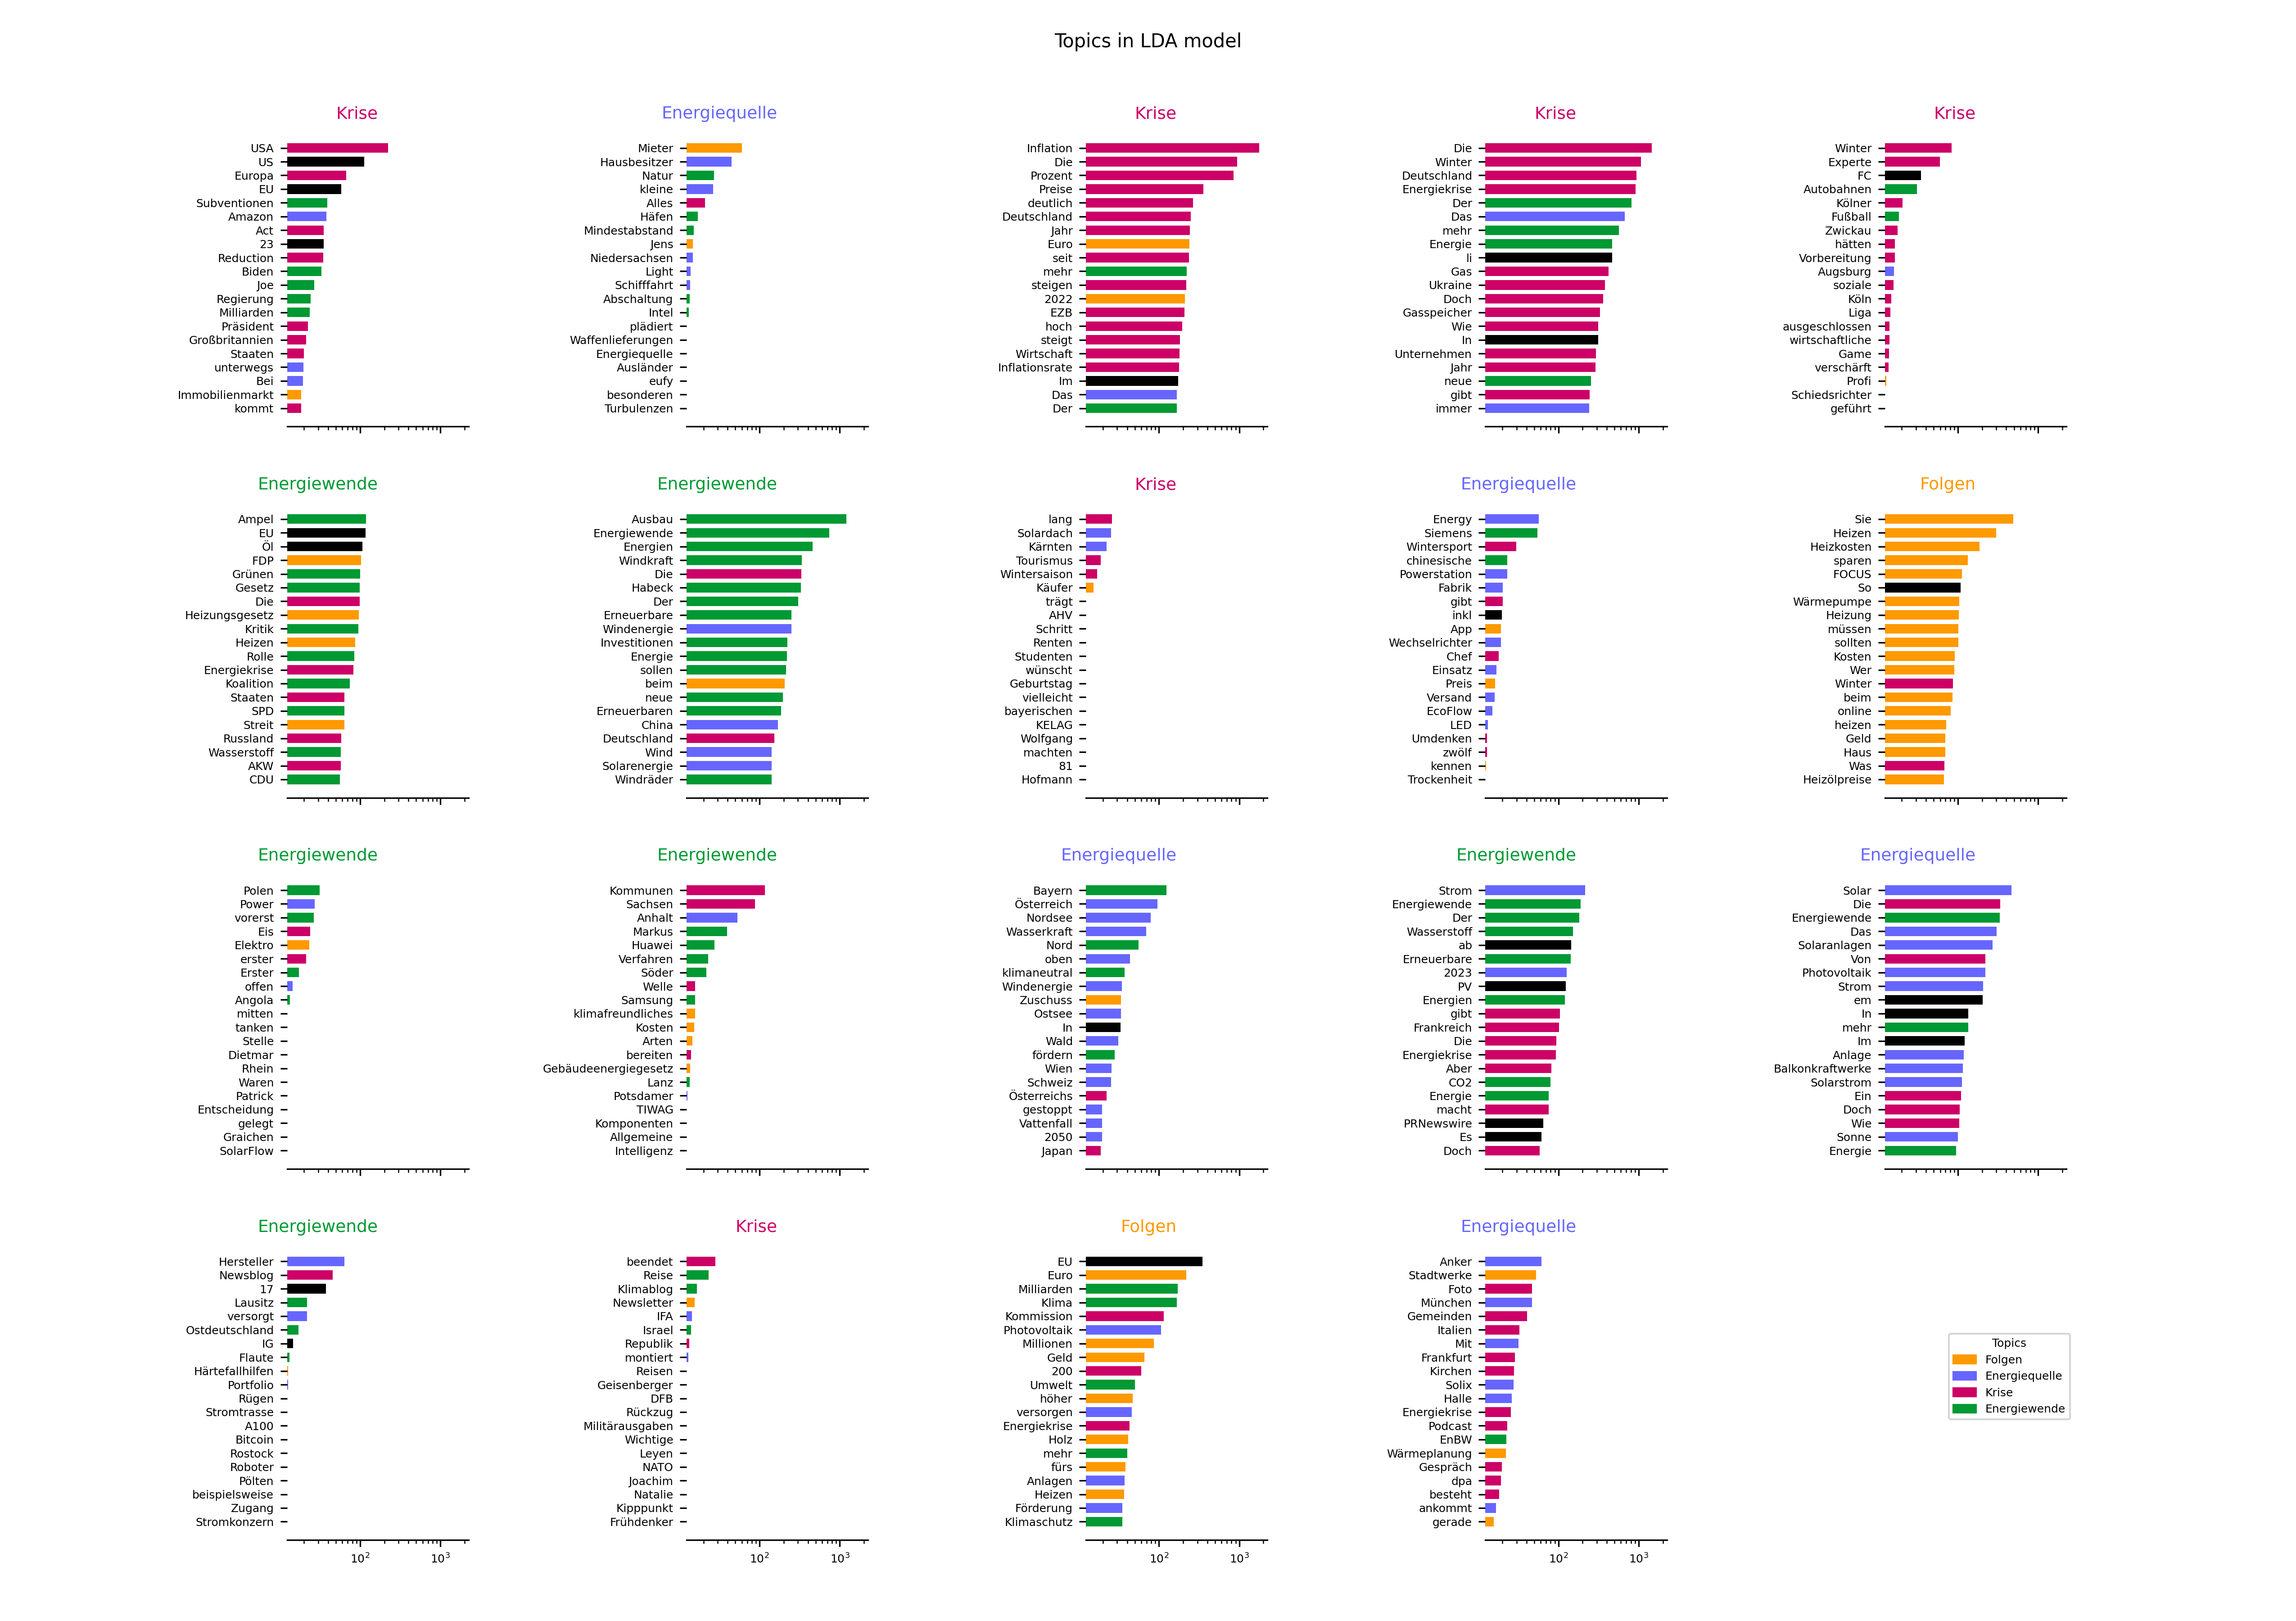 Topics in LDA model
Krise
USA
US
Europa
EU
Subventionen
Amazon
Act
23
Reduction
Biden
Joe
Regierung
Milliarden
Präsident
Großbritannien
Staaten
unterwegs
Bei
Immobilienmarkt
kommt
Energiequelle
Mieter
Hausbesitzer
Natur
kleine
Alles
Häfen
Mindestabstand
Jens
Niedersachsen
Light
Schifffahrt
Abschaltung
Intel
plädiert
Waffenlieferungen
Energiequelle
Ausländer
eufy
besonderen
Turbulenzen
Krise
Inflation
Die
Prozent
Preise
deutlich
Deutschland
Jahr
Euro
seit
mehr
steigen
2022
EZB
hoch
steigt
Wirtschaft
Inflationsrate
Im
Das
Der
Krise
Die
Winter
Deutschland
Energiekrise
Der
Das
mehr
Energie
li
Gas
Ukraine
Doch
Gasspeicher
Wie
In
Unternehmen
Jahr
neue
gibt
immer
Krise
Winter
Experte
FC
Autobahnen
Kölner
Fußball
Zwickau
hätten
Vorbereitung
Augsburg
soziale
Köln
Liga
ausgeschlossen
wirtschaftliche
Game
verschärft
Profi
Schiedsrichter
geführt
Energiewende
Ampel
EU
Öl
FDP
Grünen
Gesetz
Die
Heizungsgesetz
Kritik
Heizen
Rolle
Energiekrise
Koalition
Staaten
SPD
Streit
Russland
Wasserstoff
AKW
CDU
Energiewende
Ausbau
Energiewende
Energien
Windkraft
Die
Habeck
Der
Erneuerbare
Windenergie
Investitionen
Energie
sollen
beim
neue
Erneuerbaren
China
Deutschland
Wind
Solarenergie
Windräder
Krise
lang
Solardach
Kärnten
Tourismus
Wintersaison
Käufer
trägt
AHV
Schritt
Renten
Studenten
wünscht
Geburtstag
vielleicht
bayerischen
KELAG
Wolfgang
machten
81
Hofmann
Energiequelle
Energy
Siemens
Wintersport
chinesische
Powerstation
Fabrik
gibt
inkl
App
Wechselrichter
Chef
Einsatz
Preis
Versand
EcoFlow
LED
Umdenken
zwölf
kennen
Trockenheit
Folgen
Sie
Heizen
Heizkosten
sparen
FOCUS
So
Wärmepumpe
Heizung
müssen
sollten
Kosten
Wer
Winter
beim
online
heizen
Geld
Haus
Was
Heizölpreise
Energiewende
Polen
Power
vorerst
Eis
Elektro
erster
Erster
offen
Angola
mitten
tanken
Stelle
Dietmar
Rhein
Waren
Patrick
Entscheidung
gelegt
Graichen
SolarFlow
Energiewende
Kommunen
Sachsen
Anhalt
Markus
Huawei
Verfahren
Söder
Welle
Samsung
klimafreundliches
Kosten
Arten
bereiten
Gebäudeenergiegesetz
Lanz
Potsdamer
TIWAG
Komponenten
Allgemeine
Intelligenz
Energiequelle
Bayern
Österreich
Nordsee
Wasserkraft
Nord
oben
klimaneutral
Windenergie
Zuschuss
Ostsee
In
Wald
fördern
Wien
Schweiz
Österreichs
gestoppt
Vattenfall
2050
Japan
Energiewende
Strom
Energiewende
Der
Wasserstoff
ab
Erneuerbare
2023
PV
Energien
gibt
Frankreich
Die
Energiekrise
Aber
CO2
Energie
macht
PRNewswire
Es
Doch
Energiequelle
Solar
Die
Energiewende
Das
Solaranlagen
Von
Photovoltaik
Strom
em
In
mehr
Im
Anlage
Balkonkraftwerke
Solarstrom
Ein
Doch
Wie
Sonne
Energie
Energiewende
Hersteller
Newsblog
17
Lausitz
versorgt
Ostdeutschland
IG
Flaute
Härtefallhilfen
Portfolio
Rügen
Stromtrasse
A100
Bitcoin
Rostock
Roboter
Pölten
beispielsweise
Zugang
Stromkonzern
10² 10³
Krise
beendet
Reise
Klimablog
Newsletter
IFA
Israel
Republik
montiert
Reisen
Geisenberger
DFB
Rückzug
Militärausgaben
Wichtige
Leyen
NATO
Joachim
Natalie
Kipppunkt
Frühdenker
10² 10³
Folgen
EU
Euro
Milliarden
Klima
Kommission
Photovoltaik
Millionen
Geld
200
Umwelt
höher
versorgen
Energiekrise
Holz
mehr
fürs
Anlagen
Heizen
Förderung
Klimaschutz
10² 10³
Energiequelle
Anker
Stadtwerke
Foto
München
Gemeinden
Italien
Mit
Frankfurt
Kirchen
Solix
Halle
Energiekrise
Podcast
EnBW
Wärmeplanung
Gespräch
dpa
besteht
ankommt
gerade
10² 10³
Topics
Folgen
Energiequelle
Krise
Energiewende